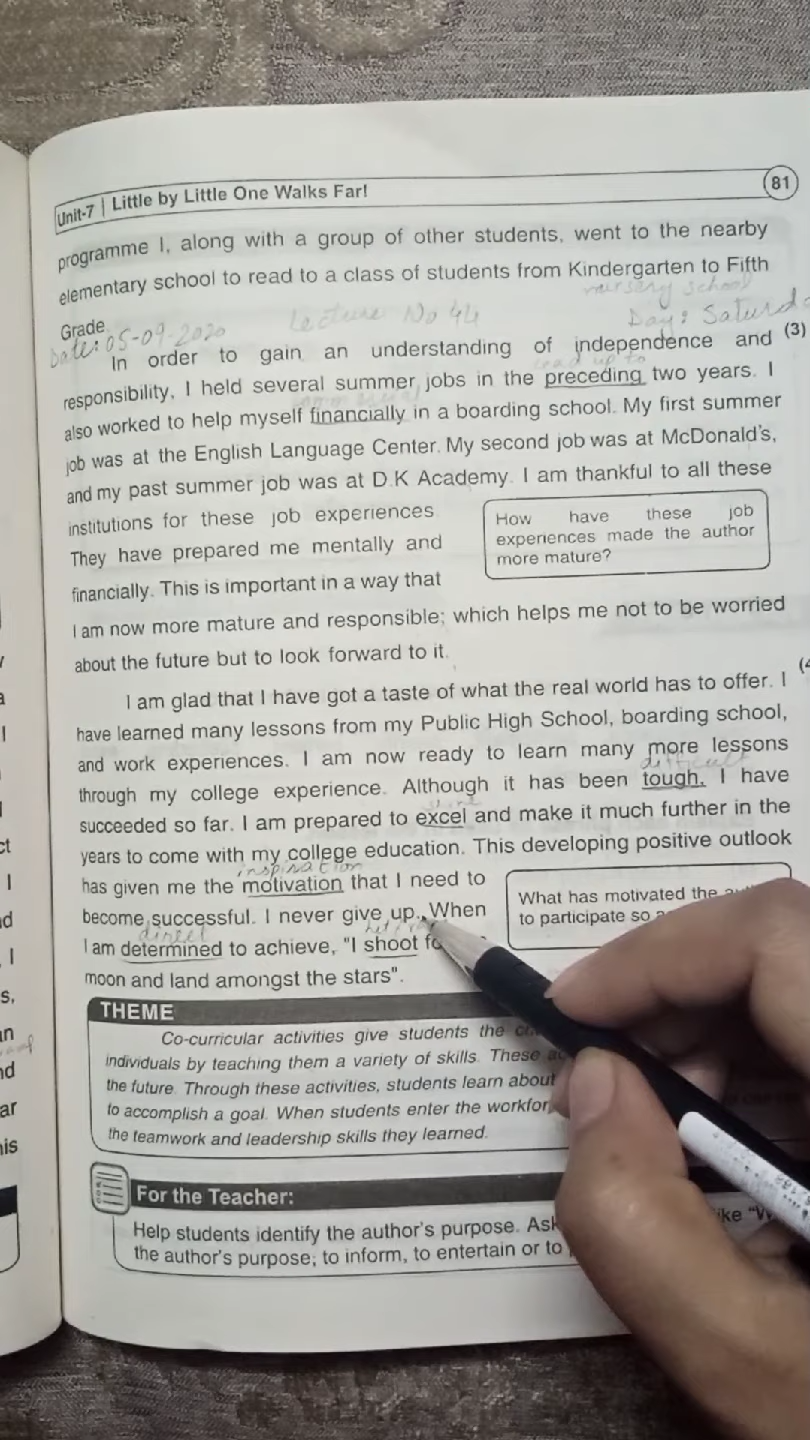 Unit-7 | Little by Little One Walks Far!
81
programme I, along with a group of other students, went to the nearby
elementary school to read to a class of students from Kindergarten to Fifth
nursery school
Grade.
Lecture No 44
Day: Saturd
Date: 05-09-2020
In order to gain an understanding of independence and (3)
responsibility, I held several summer jobs in the preceding two years. I
also worked to help myself financially in a boarding school. My first summer
job was at the English Language Center. My second job was at McDonald's,
and my past summer job was at D.K Academy. I am thankful to all these
institutions for these job experiences
They have prepared me mentally and
financially. This is important in a way that
How have these job
experiences made the author
more mature?
I am now more mature and responsible; which helps me not to be worried
about the future but to look forward to it.
I am glad that I have got a taste of what the real world has to offer. I
have learned many lessons from my Public High School, boarding school,
and work experiences. I am now ready to learn many more lessons
difficult
through my college experience. Although it has been tough, I have
succeeded so far. I am prepared to excel and make it much further in the
years to come with my college education. This developing positive outlook
inspiration
has given me the motivation that I need to
become successful. I never give up. When
direct
I am determined to achieve, "I shoot
moon and land amongst the stars".
What has motivated the
to participate so
THEME
Co-curricular activities give students the
individuals by teaching them a variety of skills. These
the future. Through these activities, students learn about
to accomplish a goal. When students enter the
the teamwork and leadership skills they learned.
For the Teacher:
Help students identify the author's purpose. Ask
the author's purpose; to inform, to entertain or to